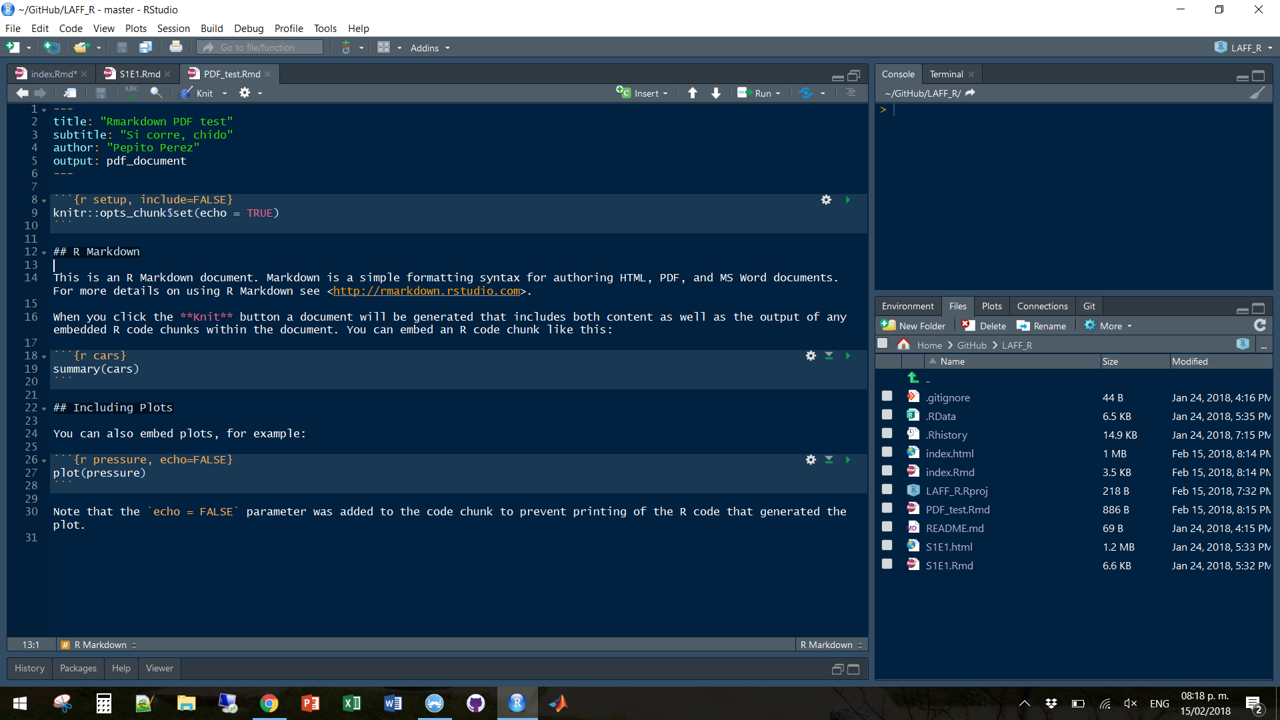 ~/GitHub/LAFF_R - master - RStudio
File Edit Code View Plots Session Build Debug Profile Tools Help
Go to file/function Addins LAFF_R
index.Rmd* S1E1.Rmd PDF_test.Rmd
ABC Knit Insert Run
1 ---
2 title: "Rmarkdown PDF test"
3 subtitle: "Si corre, chido"
4 author: "Pepito Perez"
5 output: pdf_document
6 ---
7
8 ```{r setup, include=FALSE}
9 knitr::opts_chunk$set(echo = TRUE)
10 ```
11
12 ## R Markdown
13
14 This is an R Markdown document. Markdown is a simple formatting syntax for authoring HTML, PDF, and MS Word documents.
For more details on using R Markdown see <http://rmarkdown.rstudio.com>.
15
16 When you click the **Knit** button a document will be generated that includes both content as well as the output of any
embedded R code chunks within the document. You can embed an R code chunk like this:
17
18 ```{r cars}
19 summary(cars)
20 ```
21
22 ## Including Plots
23
24 You can also embed plots, for example:
25
26 ```{r pressure, echo=FALSE}
27 plot(pressure)
28 ```
29
30 Note that the `echo = FALSE` parameter was added to the code chunk to prevent printing of the R code that generated the
plot.
31
13:1 # R Markdown R Markdown
History Packages Help Viewer
Console Terminal
~/GitHub/LAFF_R/
>
Environment Files Plots Connections Git
New Folder Delete Rename More
Home > GitHub > LAFF_R ...
Name Size Modified
..
.gitignore 44 B Jan 24, 2018, 4:16 PM
.RData 6.5 KB Jan 24, 2018, 5:35 PM
.Rhistory 14.9 KB Jan 24, 2018, 7:15 PM
index.html 1 MB Feb 15, 2018, 8:14 PM
index.Rmd 3.5 KB Feb 15, 2018, 8:14 PM
LAFF_R.Rproj 218 B Feb 15, 2018, 7:32 PM
PDF_test.Rmd 886 B Feb 15, 2018, 8:17 PM
README.md 69 B Jan 24, 2018, 4:15 PM
S1E1.html 1.2 MB Jan 24, 2018, 5:33 PM
S1E1.Rmd 6.6 KB Jan 24, 2018, 5:32 PM
ENG
08:18 p. m.
15/02/2018
2